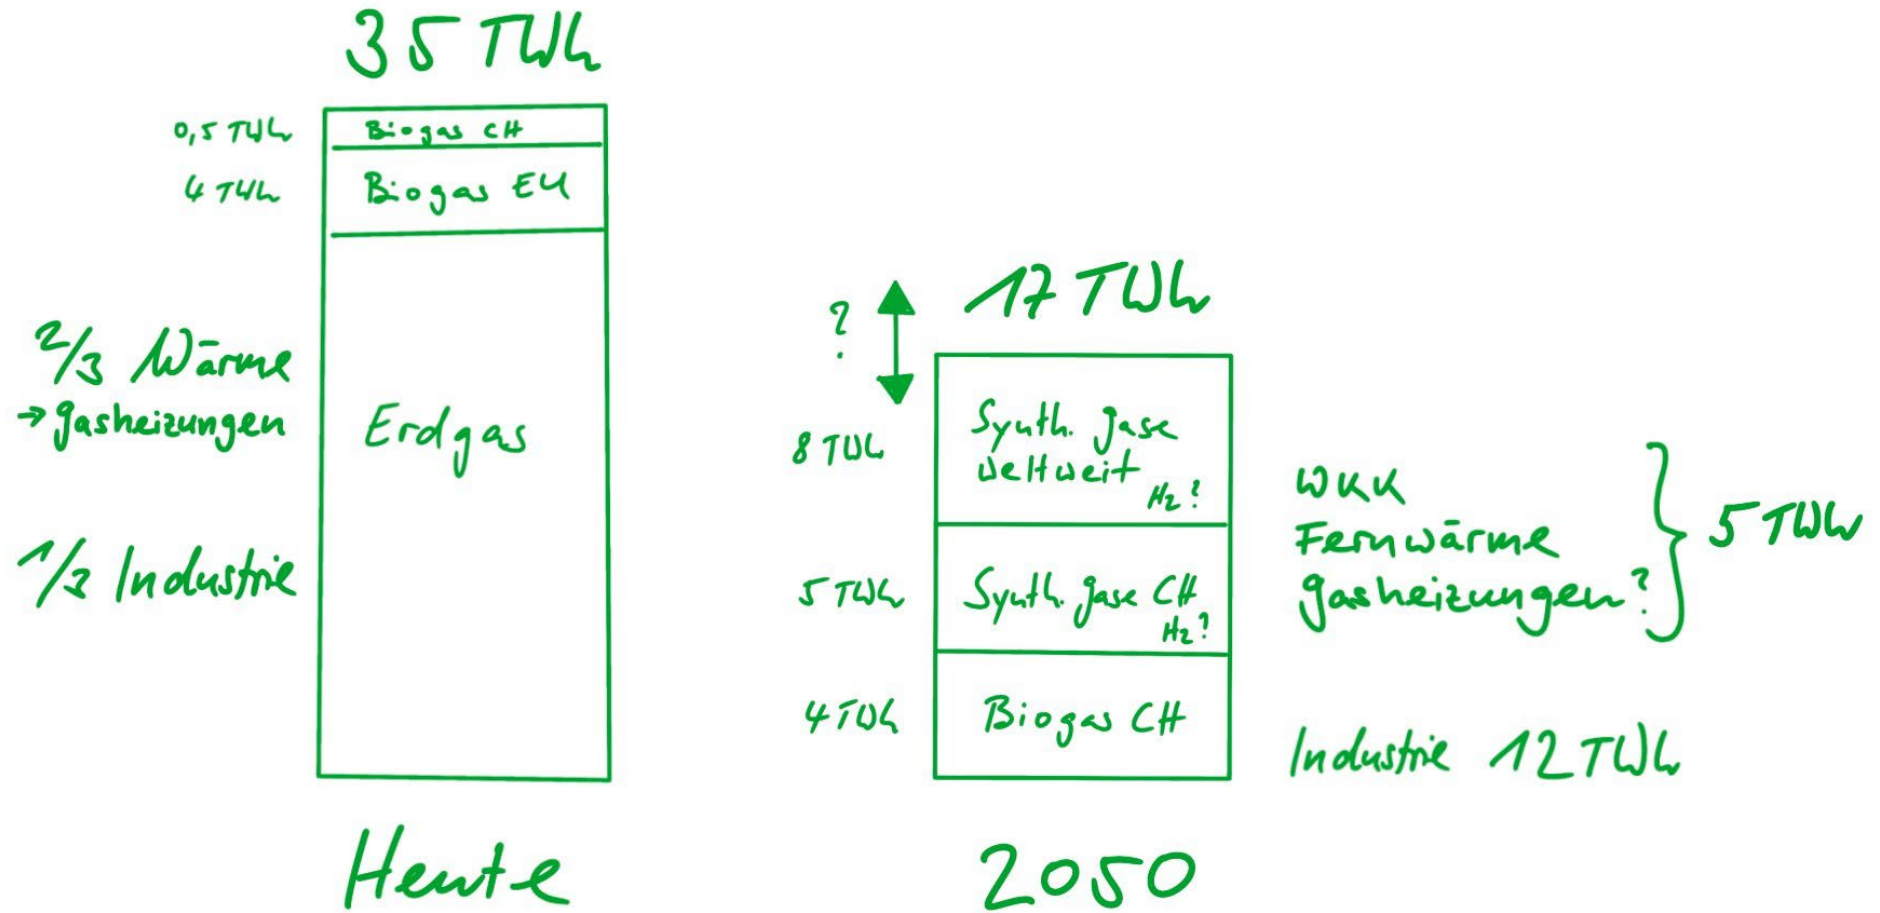 35 TWh
0,5 TWh
Biogas CH
4 TWh
Biogas EU
2/3 Wärme
→ Gasheizungen
Erdgas
1/3 Industrie
Heute
17 TWh
?
8 TWh
Synth. Gase
weltweit
H2?
5 TWh
Synth. Gase CH
H2?
4 TWh
Biogas CH
WKK
Fernwärme
Gasheizungen?
5 TWh
Industrie 12 TWh
2050